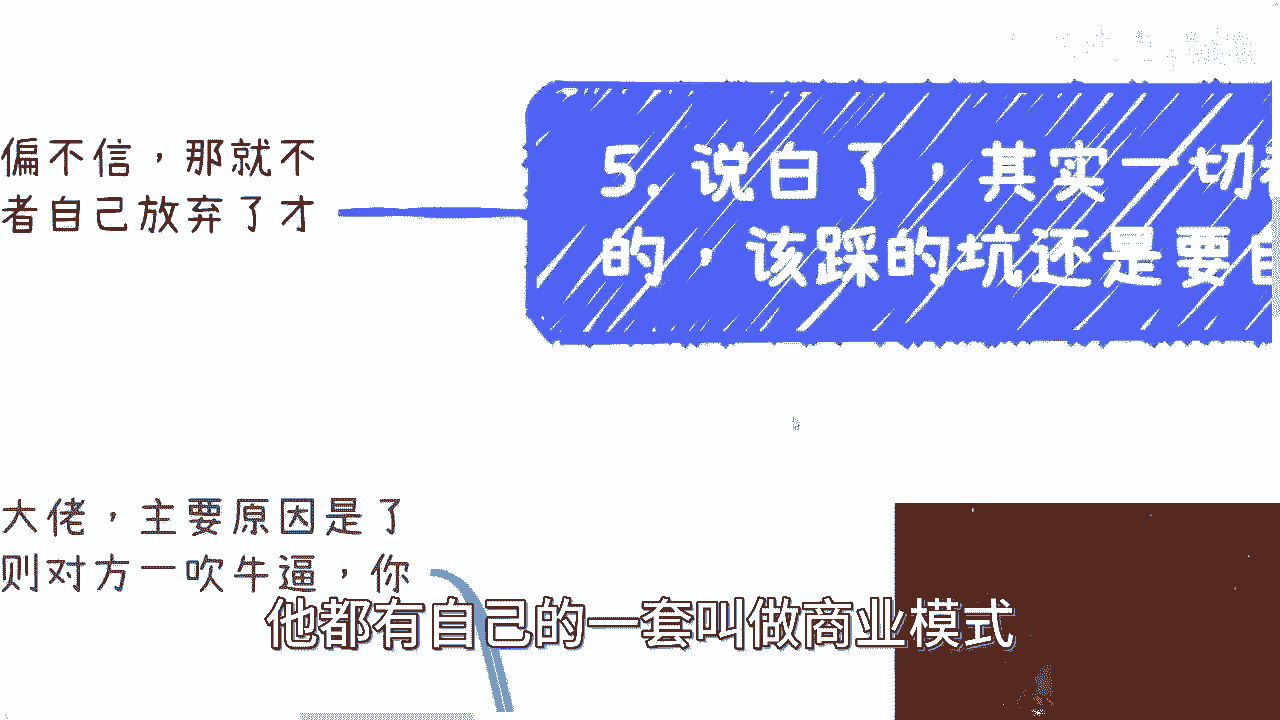 偏不信，那就不
者自己放弃了才
5. 说白了，其实一切
的，该踩的坑还是要自
大佬，主要原因是了
则对方一吹牛逼，你
他都有自己的一套叫做商业模式